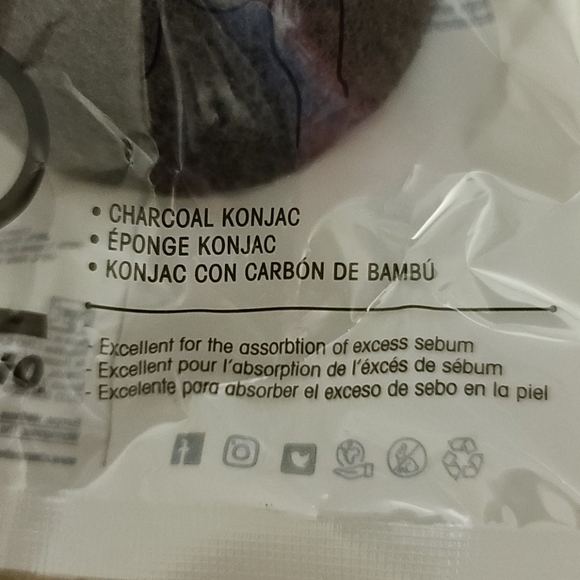 • CHARCOAL KONJAC
• ÉPONGE KONJAC
• KONJAC CON CARBÓN DE BAMBÚ
- Excellent for the assorbtion of excess sebum
- Excellent pour l'absorption de l'éxcés de sébum
- Excelente para absorber el exceso de sebo en la piel